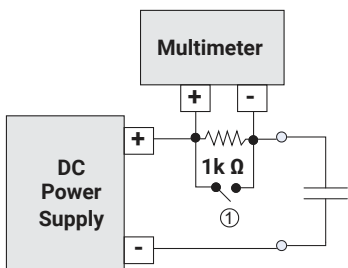 Multimeter
+ -
+
1k Ω
DC
Power
Supply
①
-